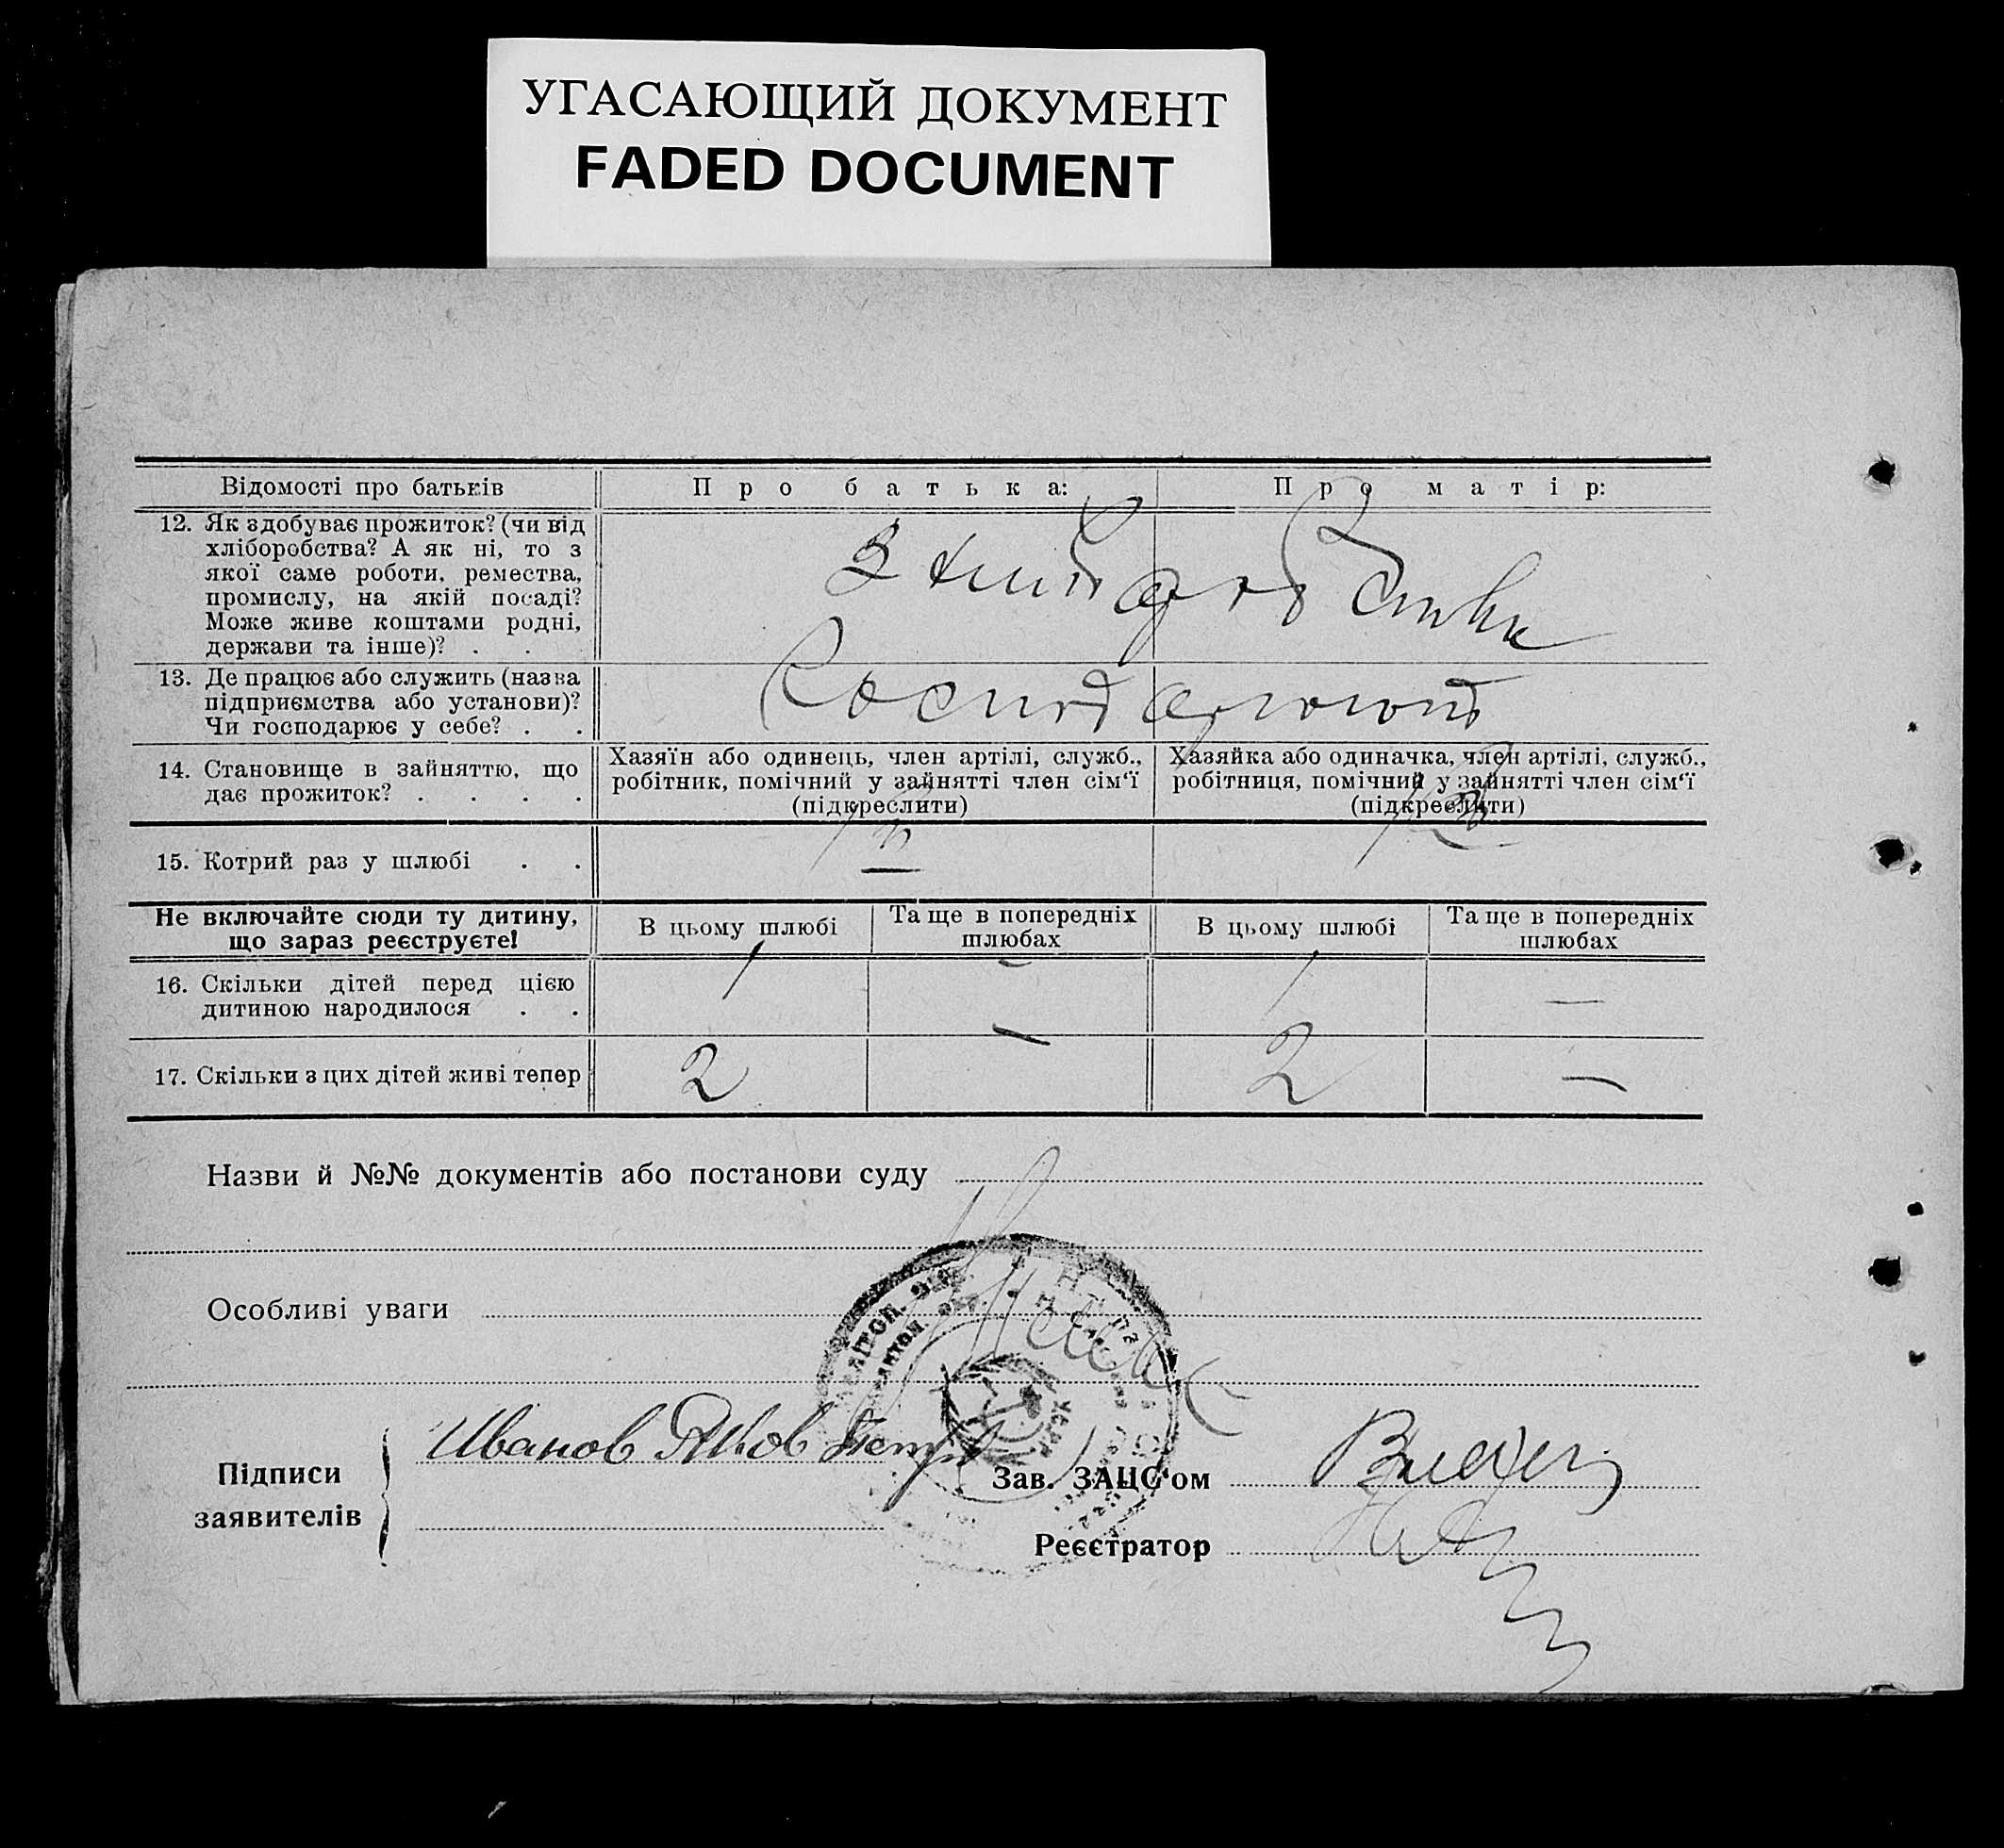 УГАСАЮЩИЙ ДОКУМЕНТ
FADED DOCUMENT
Відомості про батьків
Про батька:
Про матір:
12. Як здобуває прожиток? (чи від
хліборобства? А як ні, то з
якої саме роботи, ремества,
промислу, на якій посаді?
Може живе коштами родні,
держави та інше)? . .
13. Де працює або служить (назва
підприємства або установи)?
Чи господарює у себе? . .
14. Становище в зайняттю, що
дає прожиток? . . . .
Хазяїн або одинець, член артілі, служб.,
робітник, помічний у зайнятті член сім'ї
(підкреслити)
Хазяйка або одиначка, член артілі, служб.,
робітниця, помічний у зайнятті член сім'ї
(підкреслити)
15. Котрий раз у шлюбі . .
Не включайте сюди ту дитину,
що зараз реєструєте!
В цьому шлюбі
Та ще в попередніх
шлюбах
В цьому шлюбі
Та ще в попередніх
шлюбах
16. Скільки дітей перед цією
дитиною народилося . .
1 — 1 —
17. Скільки з цих дітей живі тепер
2 — 2 —
Назви й №№ документів або постанови суду
Особливі уваги
Підписи
заявителів
Иванов Яков
Зав. ЗАЦС'ом
Реєстратор